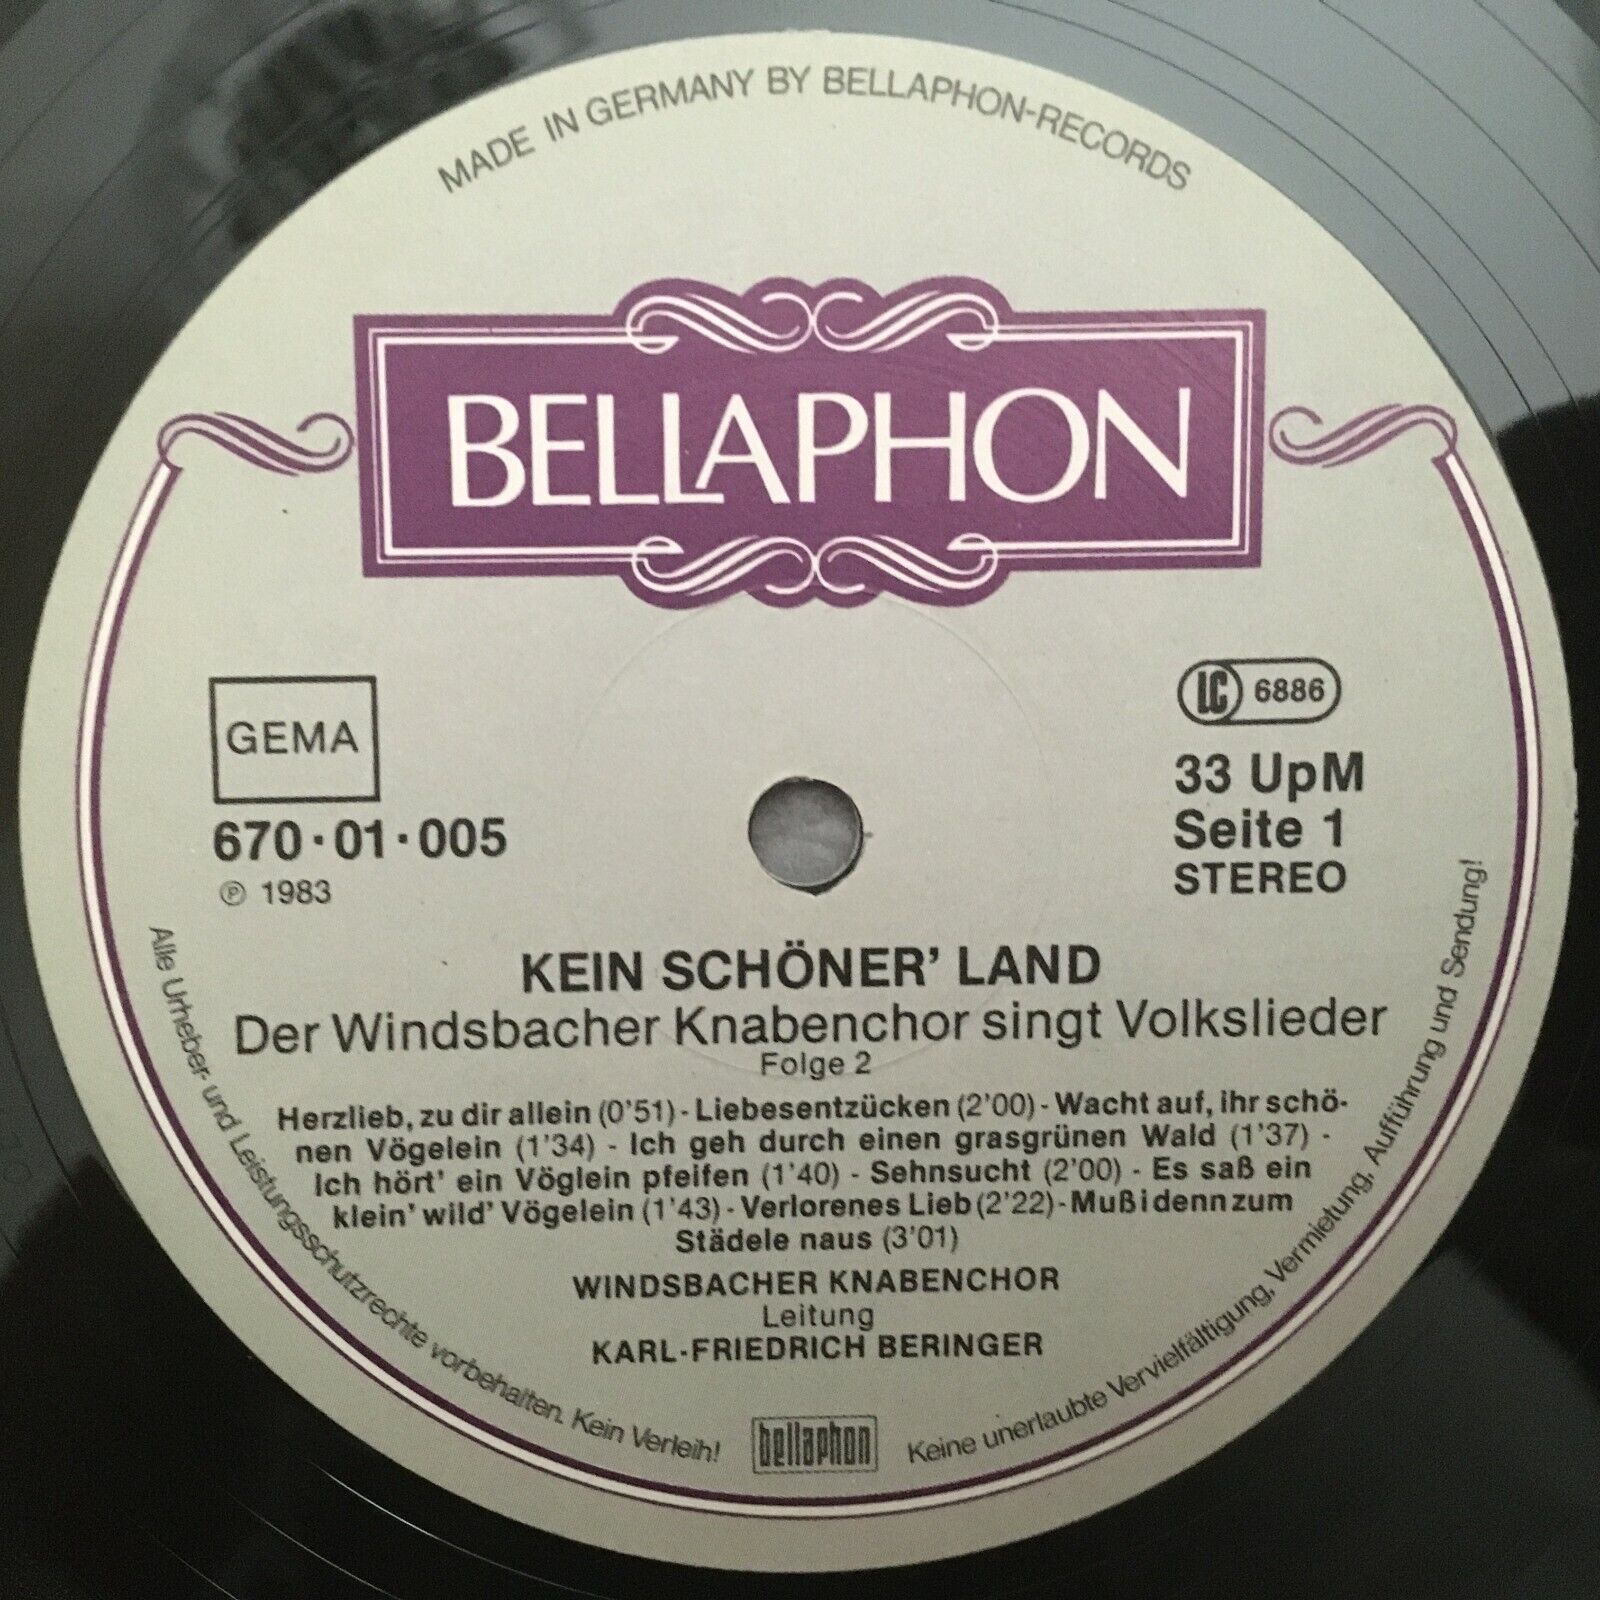 MADE IN GERMANY BY BELLAPHON-RECORDS
BELLAPHON
GEMA
670·01·005
℗ 1983
LC 6886
33 UpM
Seite 1
STEREO
KEIN SCHÖNER’ LAND
Der Windsbacher Knabenchor singt Volkslieder
Folge 2
Herzlieb, zu dir allein (0’51) - Liebesentzücken (2’00) - Wacht auf, ihr schö-
nen Vögelein (1’34) - Ich geh durch einen grasgrünen Wald (1’37) -
Ich hört’ ein Vöglein pfeifen (1’40) - Sehnsucht (2’00) - Es saß ein
klein’ wild’ Vögelein (1’43) - Verlorenes Lieb (2’22) - Muß i denn zum
Städele naus (3’01)
WINDSBACHER KNABENCHOR
Leitung
KARL-FRIEDRICH BERINGER
Alle Urheber- und Leistungsschutzrechte vorbehalten. Kein Verleih!
bellaphon
Keine unerlaubte Vervielfältigung, Vermietung, Aufführung und Sendung!